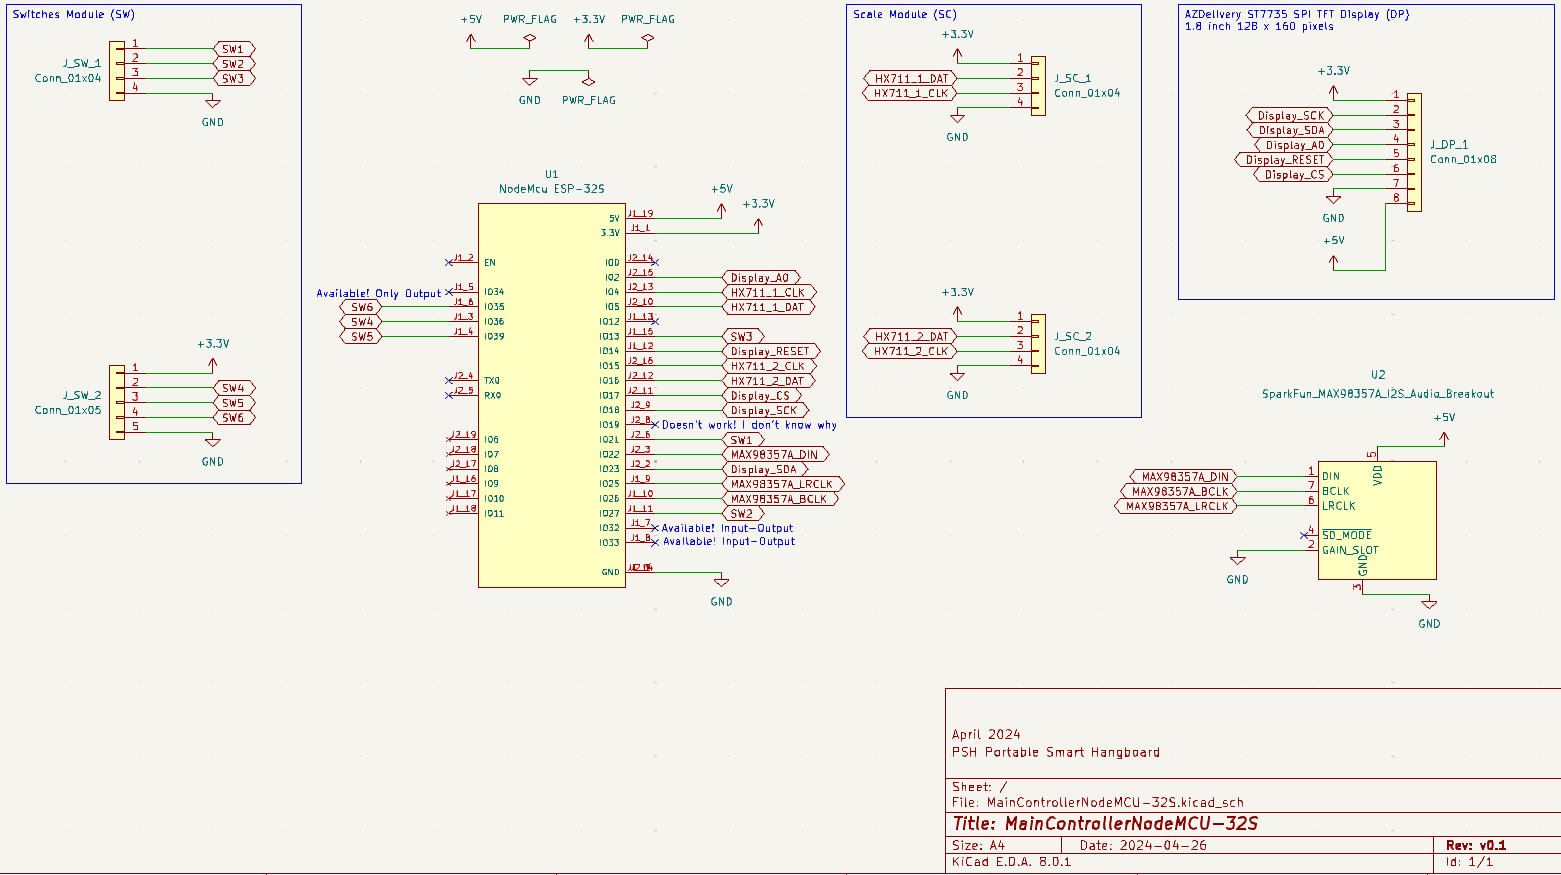 Switches Module (SW)
J_SW_1
Conn_01x04
1
2
3
4
SW1
SW2
SW3
GND
J_SW_2
Conn_01x05
1
2
3
4
5
+3.3V
SW4
SW5
SW6
GND
+5V
PWR_FLAG
+3.3V
PWR_FLAG
GND
PWR_FLAG
U1
NodeMcu ESP-32S
+5V
+3.3V
5V J1_19
3.3V J1_1
J1_2 EN
Available! Only Output J1_5 IO34
SW6 J1_6 IO35
SW4 J1_3 IO36
SW5 J1_4 IO39
J2_4 TX0
J2_5 RX0
J2_19 IO6
J2_18 IO7
J2_17 IO8
J1_16 IO9
J1_17 IO10
J1_18 IO11
IO0 J2_14
IO2 J2_15 Display_A0
IO4 J2_13 HX711_1_CLK
IO5 J2_10 HX711_1_DAT
IO12 J1_13
IO13 J1_15 SW3
IO14 J1_12 Display_RESET
IO15 J2_16 HX711_2_CLK
IO16 J2_12 HX711_2_DAT
IO17 J2_11 Display_CS
IO18 J2_9 Display_SCK
IO19 J2_8 Doesn't work! I don't know why
IO21 J2_6 SW1
IO22 J2_3 MAX98357A_DIN
IO23 J2_2 Display_SDA
IO25 J1_9 MAX98357A_LRCLK
IO26 J1_10 MAX98357A_BCLK
IO27 J1_11 SW2
IO32 J1_7 Available! Input-Output
IO33 J1_8 Available! Input-Output
GND
GND
Scale Module (SC)
+3.3V
HX711_1_DAT
HX711_1_CLK
GND
1
2
3
4
J_SC_1
Conn_01x04
+3.3V
HX711_2_DAT
HX711_2_CLK
GND
1
2
3
4
J_SC_2
Conn_01x04
AZDelivery ST7735 SPI TFT Display (DP)
1.8 inch 128 x 160 pixels
+3.3V
Display_SCK
Display_SDA
Display_A0
Display_RESET
Display_CS
GND
+5V
1
2
3
4
5
6
7
8
J_DP_1
Conn_01x08
U2
SparkFun_MAX98357A_I2S_Audio_Breakout
+5V
5 VDD
MAX98357A_DIN 1 DIN
MAX98357A_BCLK 7 BCLK
MAX98357A_LRCLK 6 LRCLK
4 SD_MODE
2 GAIN_SLOT
GND
3 GND
GND
April 2024
PSH Portable Smart Hangboard
Sheet: /
File: MainControllerNodeMCU-32S.kicad_sch
Title: MainControllerNodeMCU-32S
Size: A4 Date: 2024-04-26 Rev: v0.1
KiCad E.D.A. 8.0.1 Id: 1/1